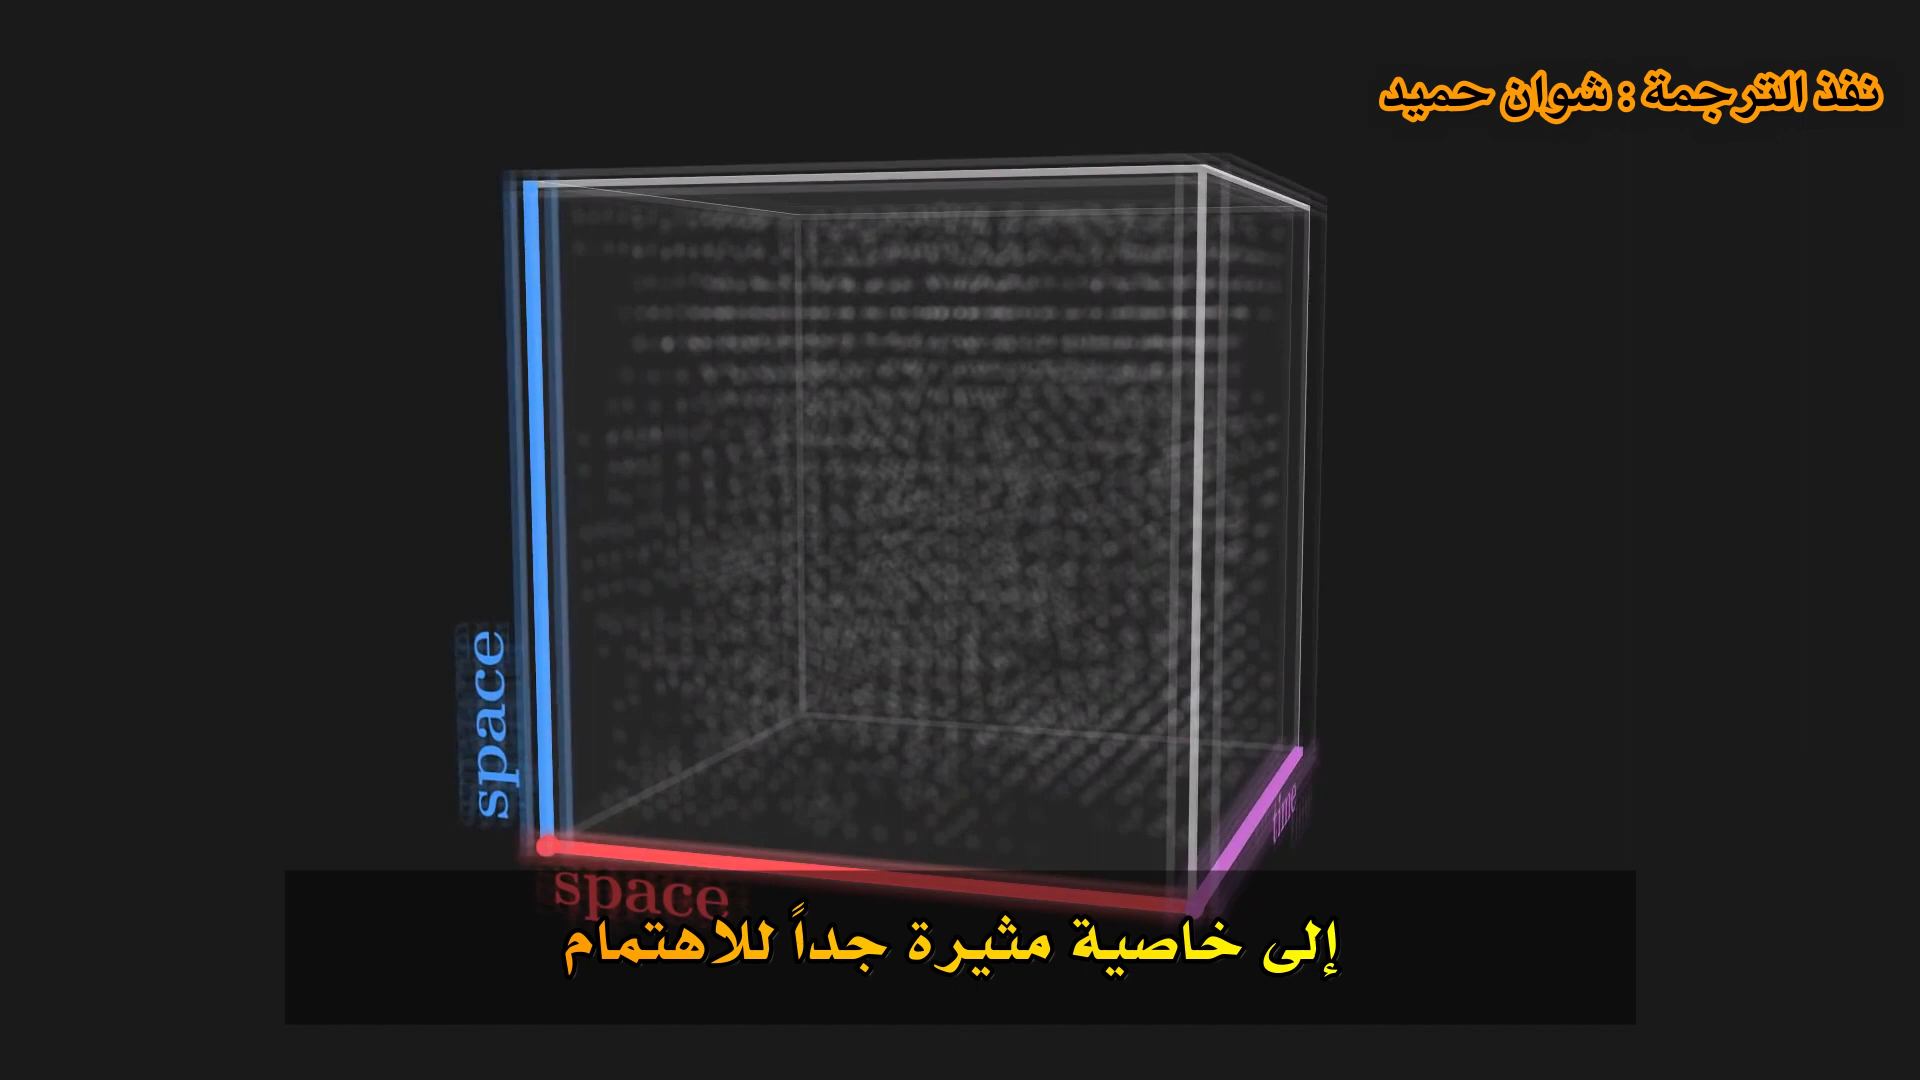 نفذ الترجمة : شوان حميد
space
time
space
إلى خاصية مثيرة جداً للاهتمام